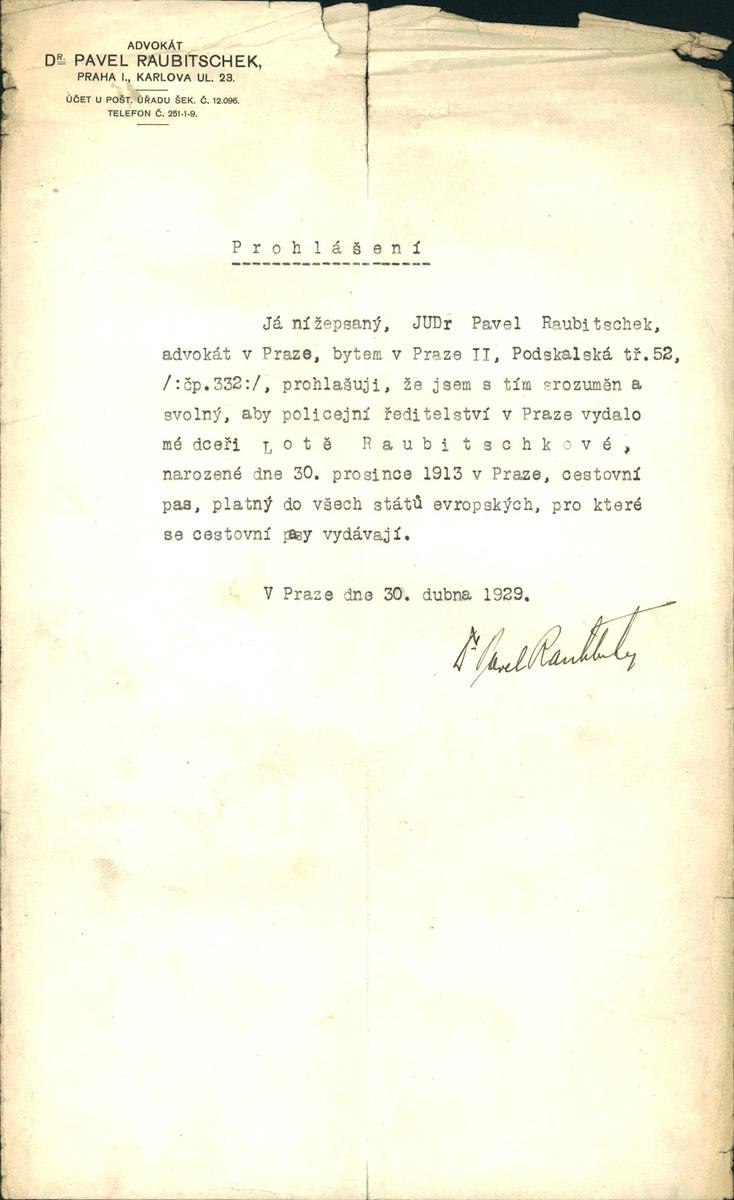 ADVOKÁT
DR. PAVEL RAUBITSCHEK,
PRAHA I., KARLOVA UL. 23.
ÚČET U POŠT. ÚŘADU ŠEK. Č. 12.096.
TELEFON Č. 251-1-9.
Prohlášení
Já nížepsaný, JUDr Pavel Raubitschek,
advokát v Praze, bytem v Praze II, Podskalská tř.52,
/:čp.332:/, prohlašuji, že jsem s tím srozuměn a
svolný, aby policejní ředitelství v Praze vydalo
mé dceři Lotě Raubitschkové,
narozené dne 30. prosince 1913 v Praze, cestovní
pas, platný do všech států evropských, pro které
se cestovní pasy vydávají.
V Praze dne 30. dubna 1929.
Dr. Pavel Raubitschek